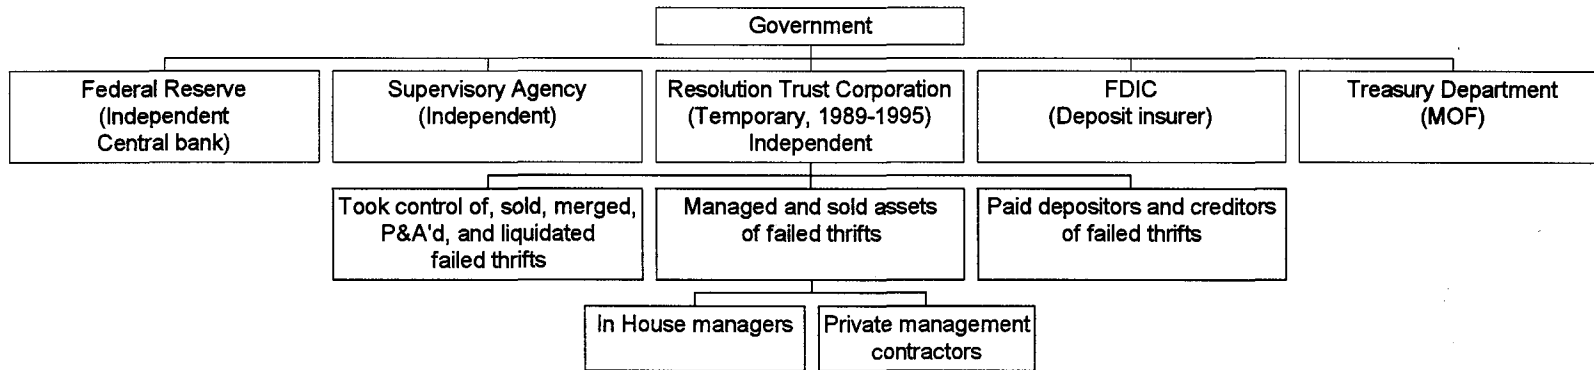 Government
Federal Reserve
(Independent
Central bank)
Supervisory Agency
(Independent)
Resolution Trust Corporation
(Temporary, 1989-1995)
Independent
FDIC
(Deposit insurer)
Treasury Department
(MOF)
Took control of, sold, merged,
P&A'd, and liquidated
failed thrifts
Managed and sold assets
of failed thrifts
Paid depositors and creditors
of failed thrifts
In House managers
Private management
contractors